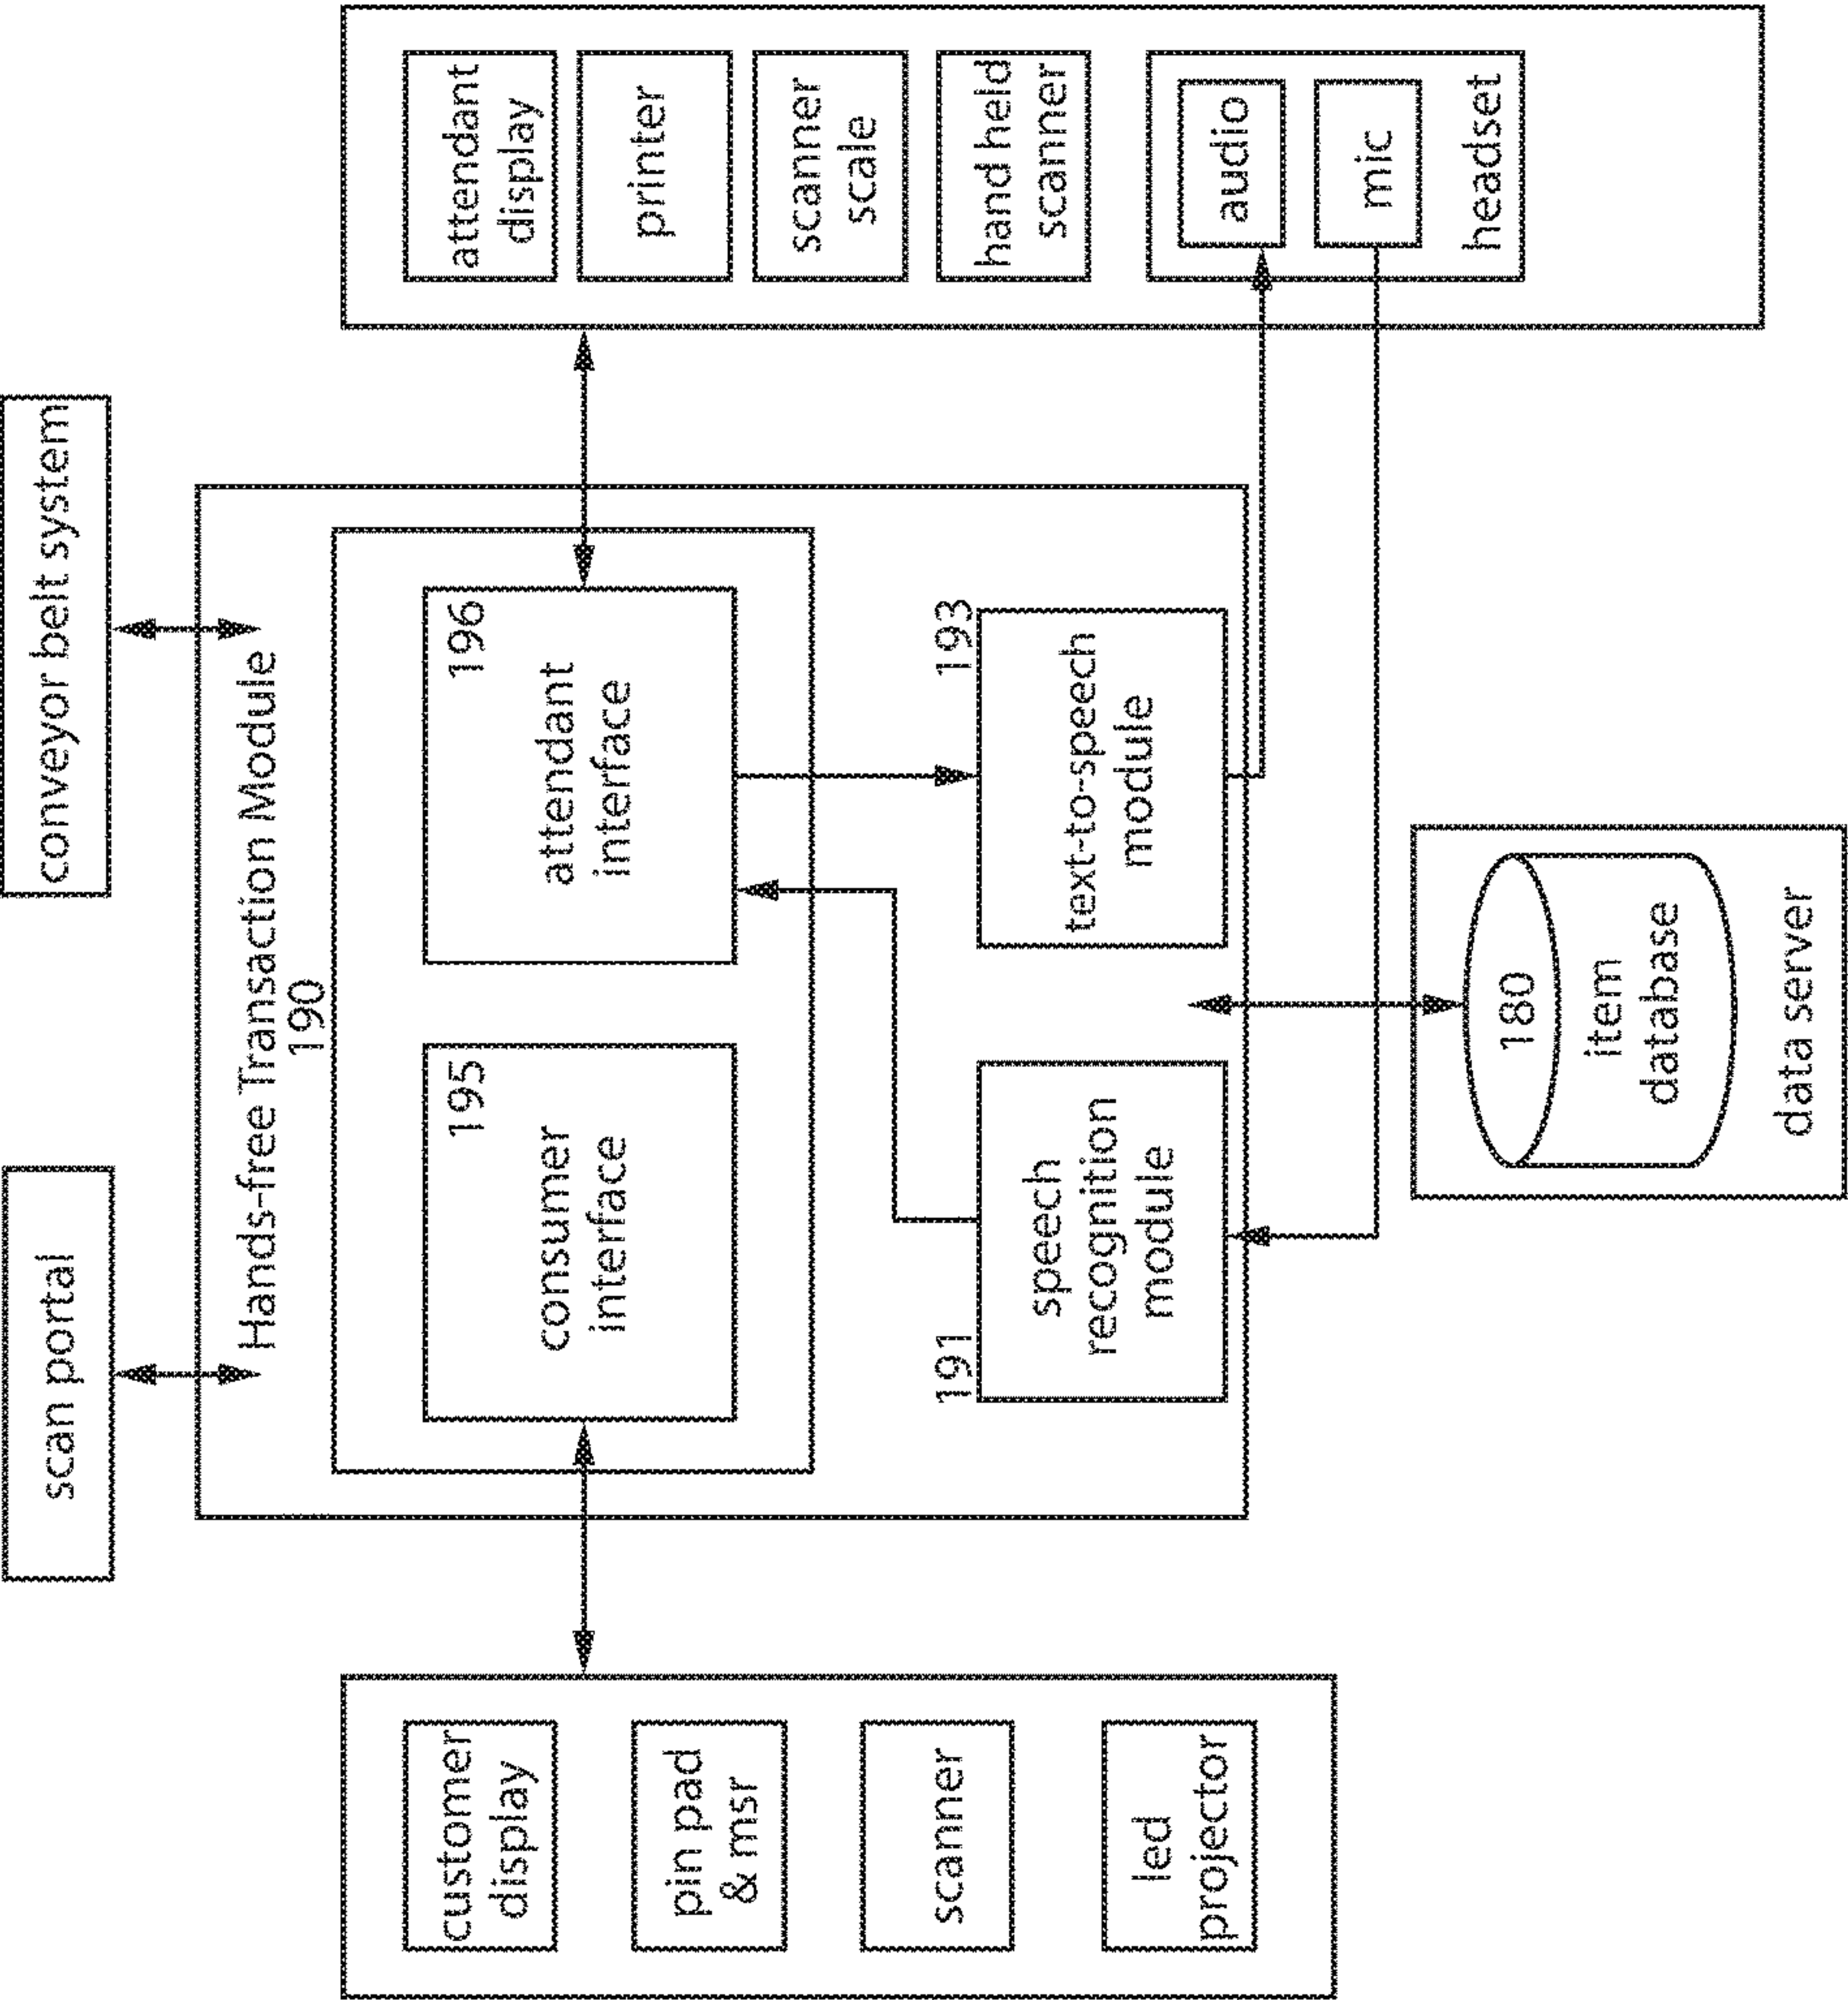 scan portal
conveyor belt system
Hands-free Transaction Module
190
customer
display
pin pad
& msr
scanner
led
projector
195
consumer
interface
196
attendant
interface
191
speech
recognition
module
193
text-to-speech
module
attendant
display
printer
scanner
scale
hand held
scanner
audio
mic
headset
180
item
database
data server